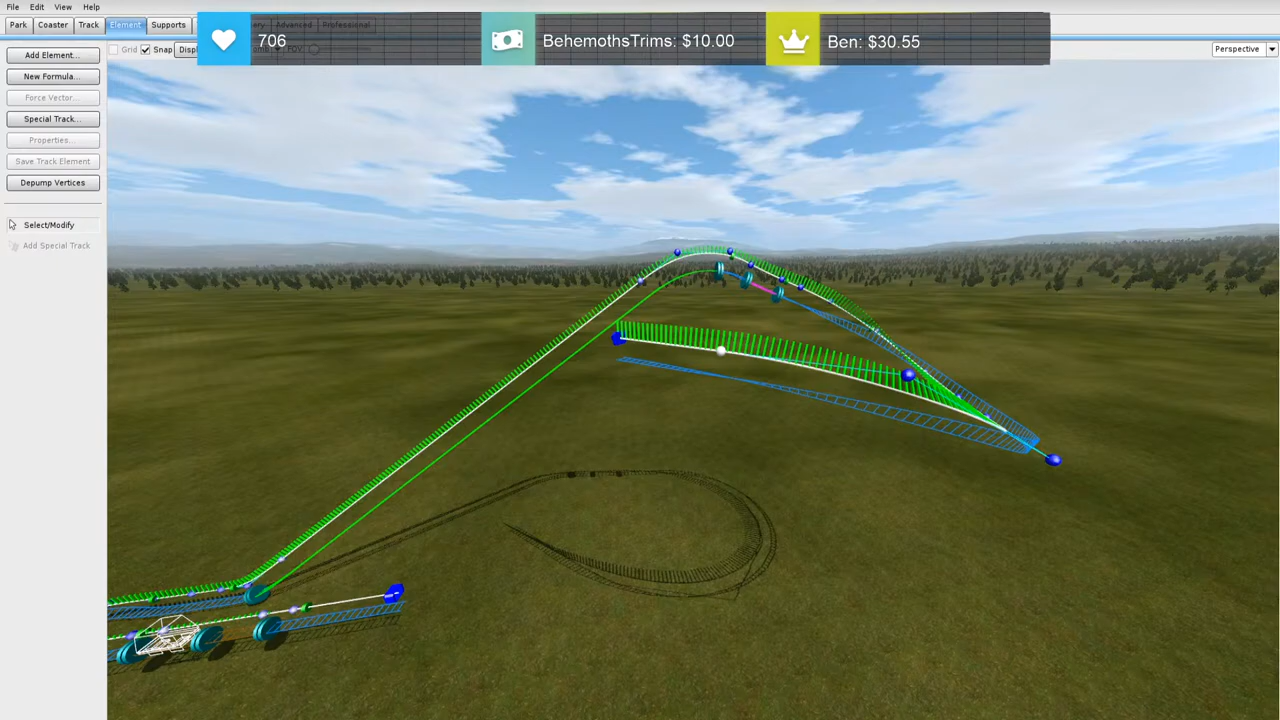 File Edit View Help
Park Coaster Track Element Supports Advanced Professional
706
BehemothsTrims: $10.00
Ben: $30.55
Grid Snap
Perspective
Add Element...
New Formula...
Force Vector...
Special Track...
Properties...
Save Track Element
Depump Vertices
Select/Modify
Add Special Track